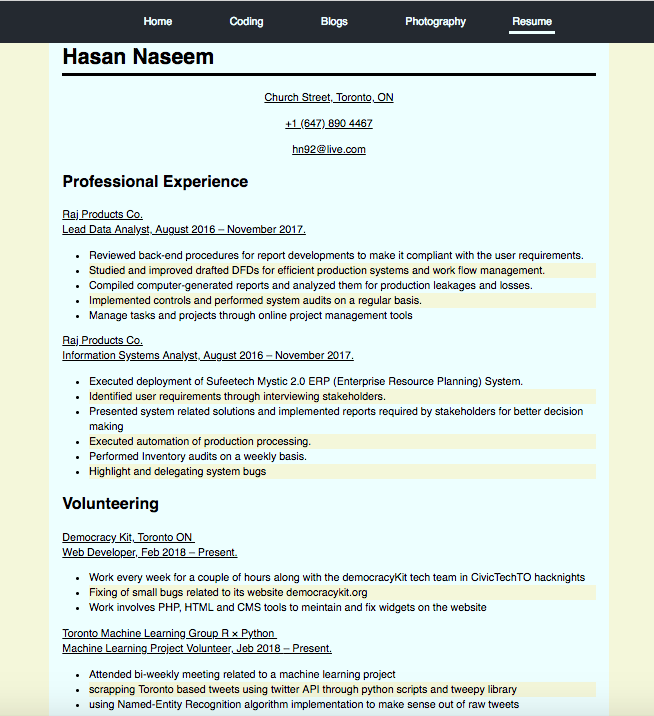 Home Coding Blogs Photography Resume
Hasan Naseem
Church Street, Toronto, ON
+1 (647) 890 4467
hn92@live.com
Professional Experience
Raj Products Co.
Lead Data Analyst, August 2016 – November 2017.
• Reviewed back-end procedures for report developments to make it compliant with the user requirements.
• Studied and improved drafted DFDs for efficient production systems and work flow management.
• Compiled computer-generated reports and analyzed them for production leakages and losses.
• Implemented controls and performed system audits on a regular basis.
• Manage tasks and projects through online project management tools
Raj Products Co.
Information Systems Analyst, August 2016 – November 2017.
• Executed deployment of Sufeetech Mystic 2.0 ERP (Enterprise Resource Planning) System.
• Identified user requirements through interviewing stakeholders.
• Presented system related solutions and implemented reports required by stakeholders for better decision
making
• Executed automation of production processing.
• Performed Inventory audits on a weekly basis.
• Highlight and delegating system bugs
Volunteering
Democracy Kit, Toronto ON
Web Developer, Feb 2018 – Present.
• Work every week for a couple of hours along with the democracyKit tech team in CivicTechTO hacknights
• Fixing of small bugs related to its website democracykit.org
• Work involves PHP, HTML and CMS tools to meintain and fix widgets on the website
Toronto Machine Learning Group R × Python
Machine Learning Project Volunteer, Jeb 2018 – Present.
• Attended bi-weekly meeting related to a machine learning project
• scrapping Toronto based tweets using twitter API through python scripts and tweepy library
• using Named-Entity Recognition algorithm implementation to make sense out of raw tweets